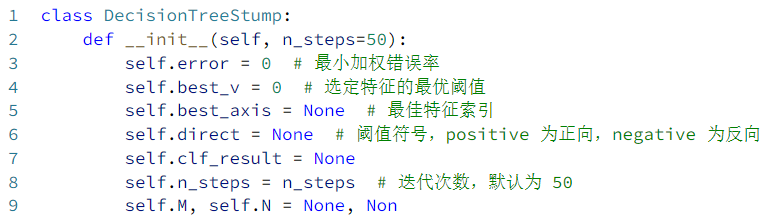 1 class DecisionTreeStump:
2     def __init__(self, n_steps=50):
3         self.error = 0  # 最小加权错误率
4         self.best_v = 0  # 选定特征的最优阈值
5         self.best_axis = None  # 最佳特征索引
6         self.direct = None  # 阈值符号，positive 为正向，negative 为反向
7         self.clf_result = None
8         self.n_steps = n_steps  # 迭代次数，默认为 50
9         self.M, self.N = None, Non